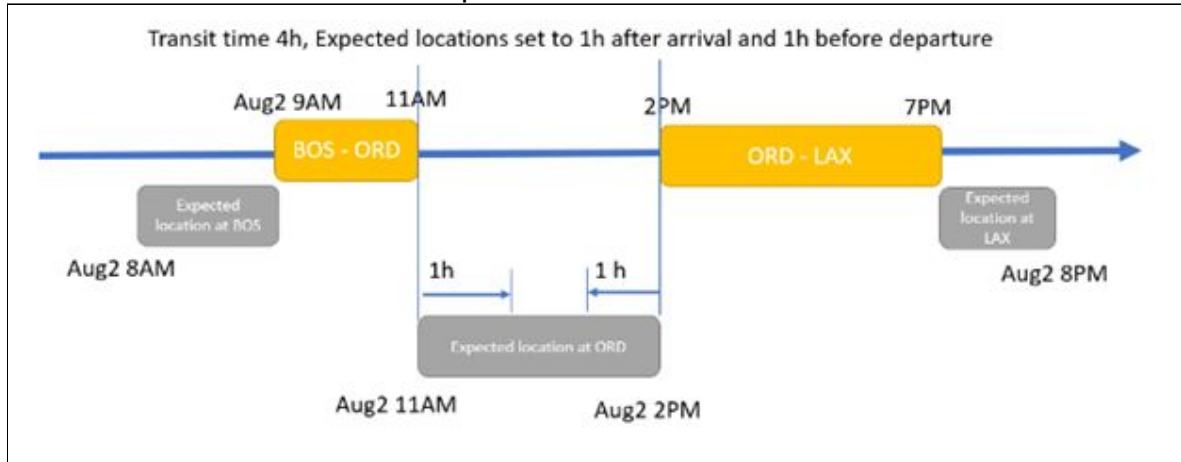 Transit time 4h, Expected locations set to 1h after arrival and 1h before departure
Aug2 9AM
11AM
2PM
7PM
BOS - ORD
ORD - LAX
Expected
location at BOS
Expected
location at
LAX
Aug2 8AM
1h
1 h
Aug2 8PM
Expected location at ORD
Aug2 11AM
Aug2 2PM